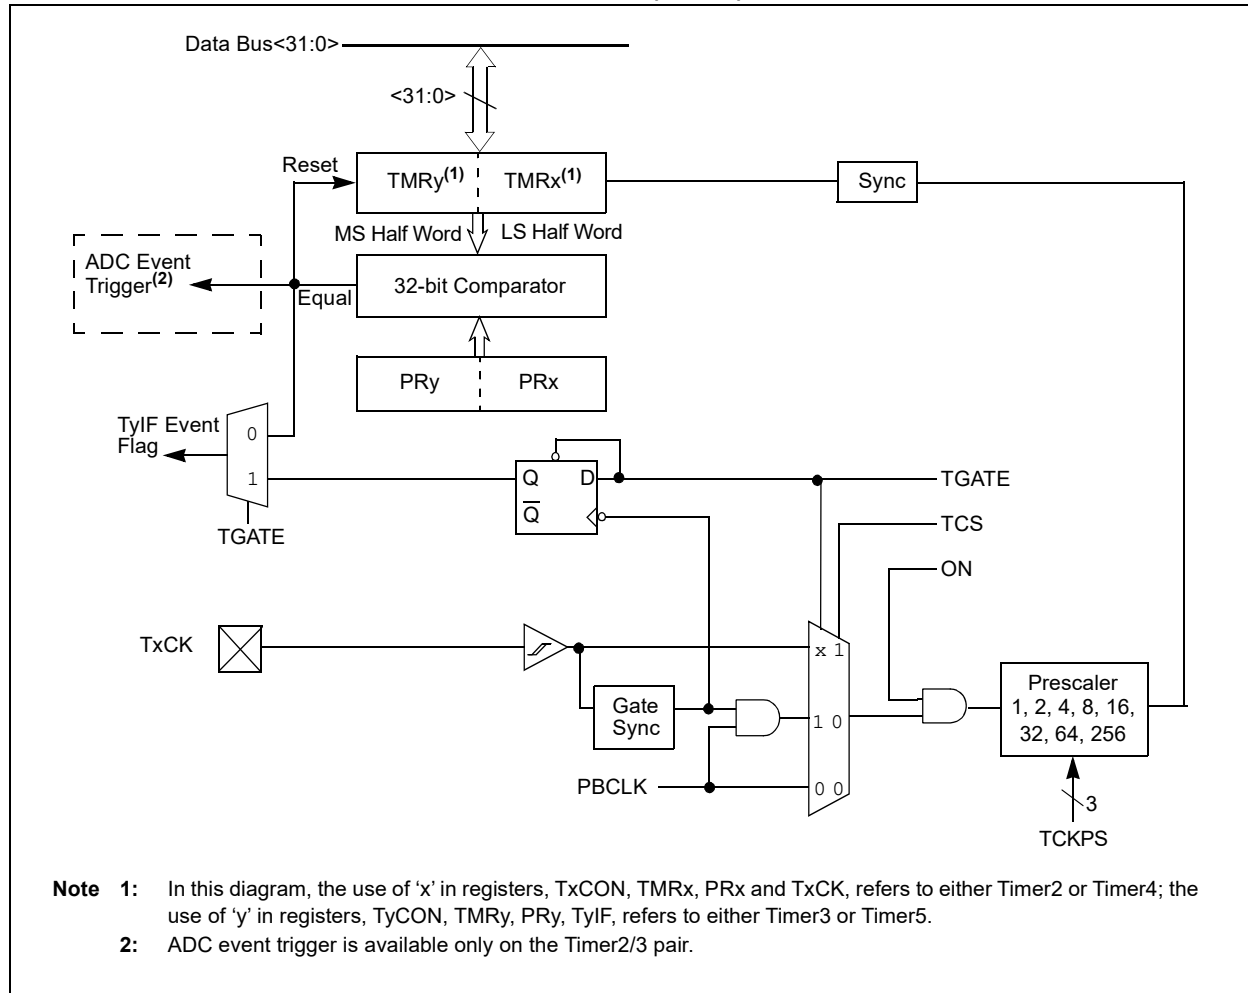 Data Bus<31:0>
<31:0>
Reset
TMRy(1)
TMRx(1)
Sync
MS Half Word
LS Half Word
ADC Event
Trigger(2)
Equal
32-bit Comparator
PRy
PRx
TyIF Event
Flag
0
1
TGATE
Q
D
Q̅
TGATE
TCS
ON
TxCK
x 1
Gate
Sync
1 0
PBCLK
0 0
Prescaler
1, 2, 4, 8, 16,
32, 64, 256
3
TCKPS
Note 1: In this diagram, the use of ‘x’ in registers, TxCON, TMRx, PRx and TxCK, refers to either Timer2 or Timer4; the
use of ‘y’ in registers, TyCON, TMRy, PRy, TyIF, refers to either Timer3 or Timer5.
2: ADC event trigger is available only on the Timer2/3 pair.